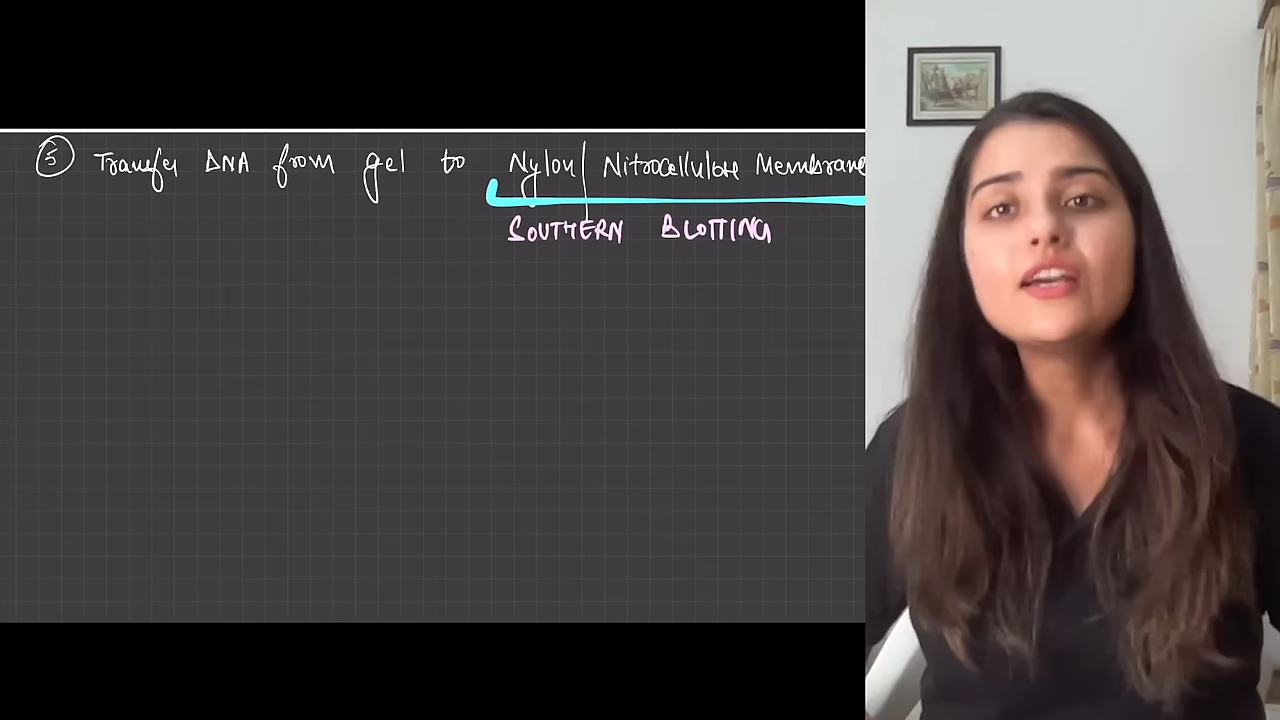 ⑤ Transfer DNA from gel to Nylon/ Nitrocellulose Membrane
SOUTHERN BLOTTING